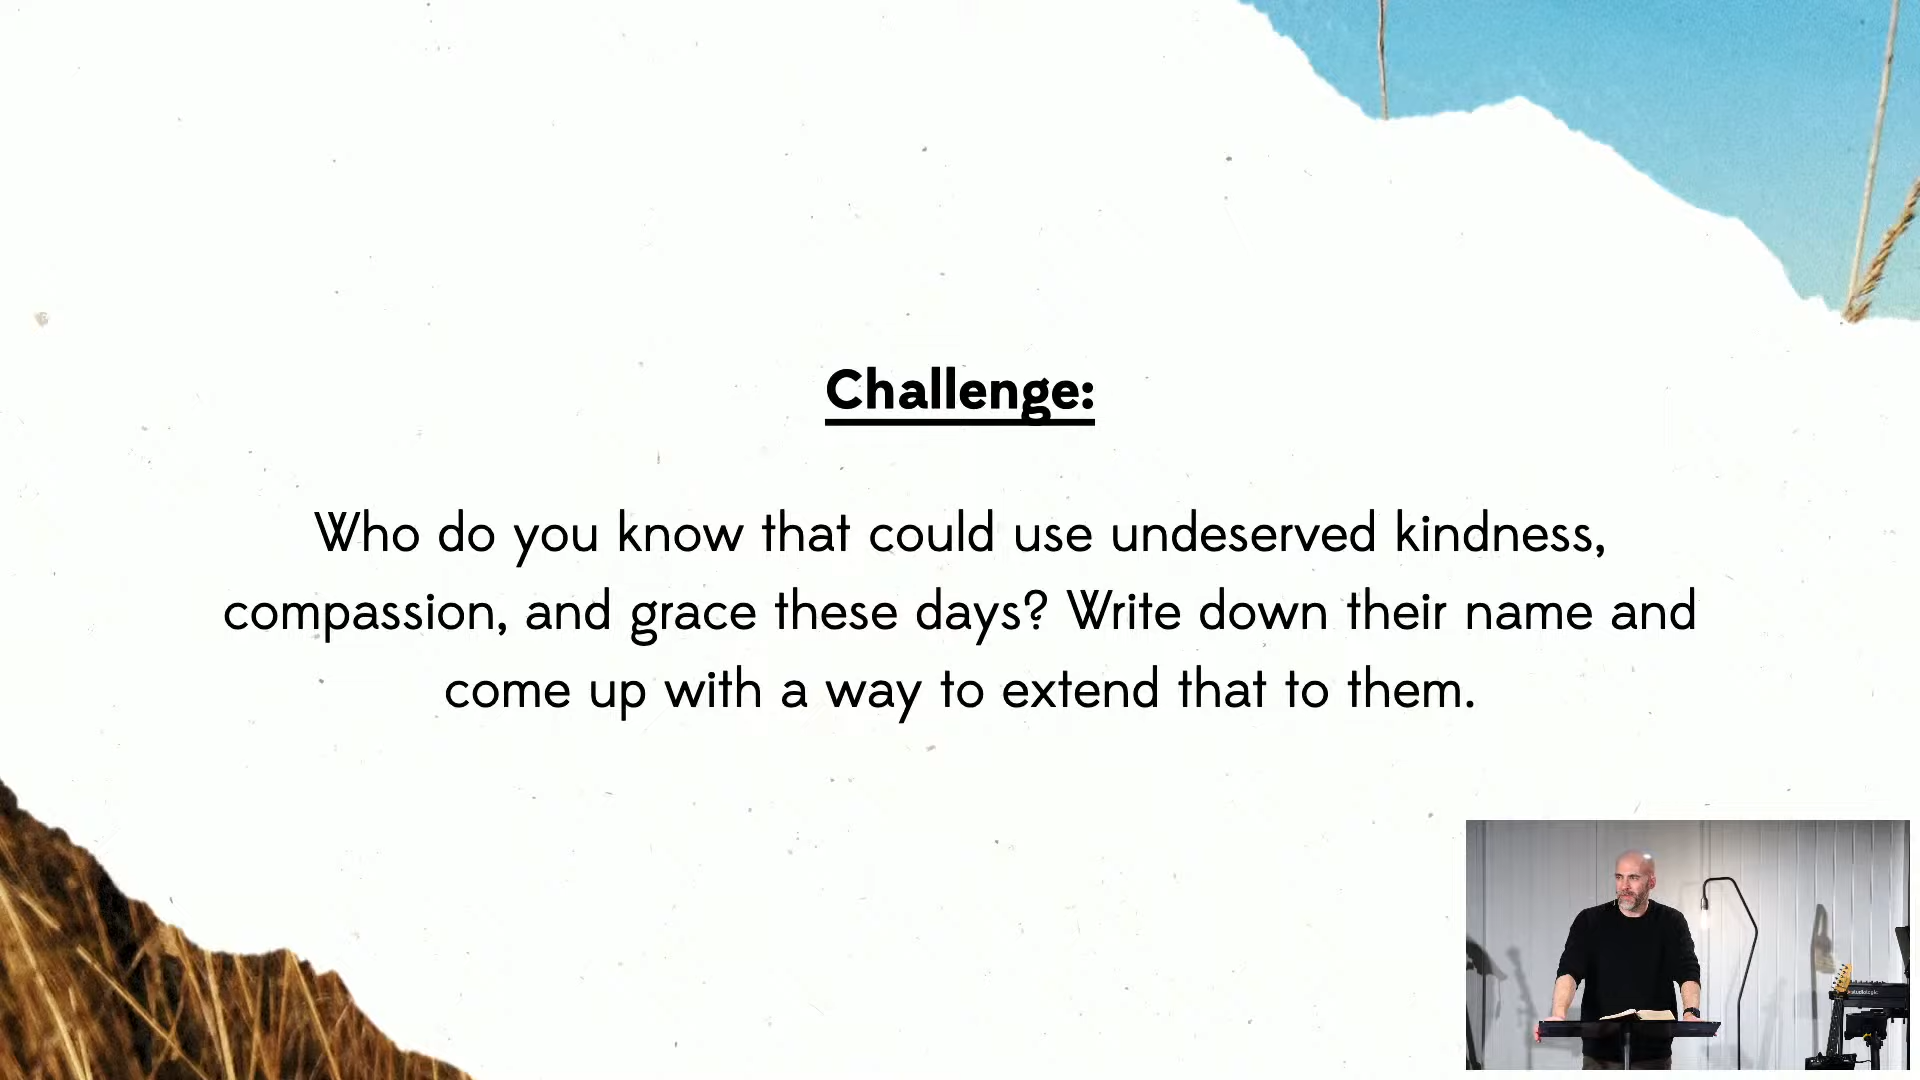 Challenge:
Who do you know that could use undeserved kindness,
compassion, and grace these days? Write down their name and
come up with a way to extend that to them.
studiologic